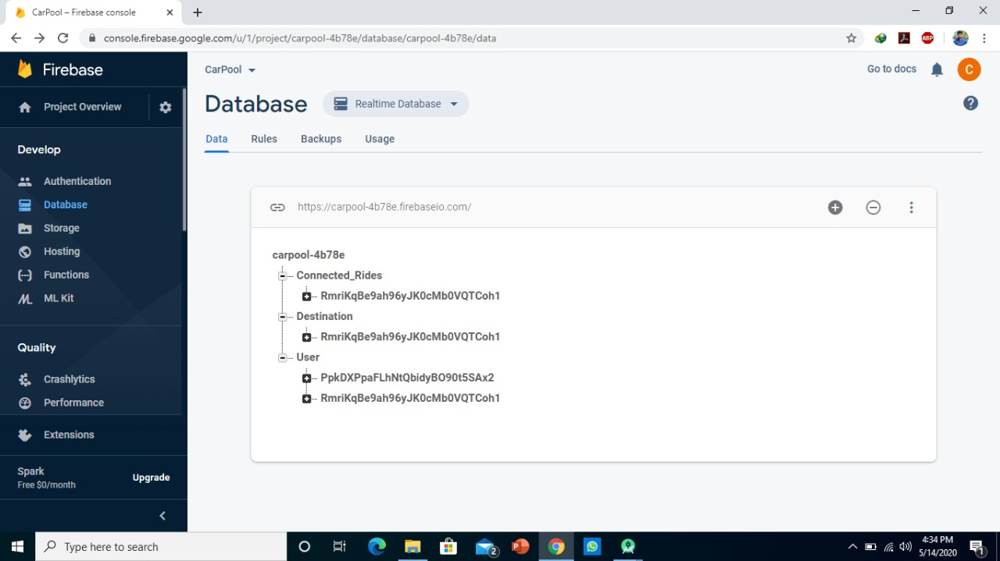 CarPool – Firebase console
console.firebase.google.com/u/1/project/carpool-4b78e/database/carpool-4b78e/data
ABP
Firebase
CarPool
Go to docs
C
Project Overview
Database
Realtime Database
?
Data Rules Backups Usage
Develop
Authentication
Database
Storage
Hosting
Functions
ML Kit
https://carpool-4b78e.firebaseio.com/
carpool-4b78e
Connected_Rides
RmriKqBe9ah96yJK0cMb0VQTCoh1
Destination
RmriKqBe9ah96yJK0cMb0VQTCoh1
User
PpkDXPpaFLhNtQbidyBO90t5SAx2
RmriKqBe9ah96yJK0cMb0VQTCoh1
Quality
Crashlytics
Performance
Extensions
Spark
Free $0/month
Upgrade
Type here to search
2
4:34 PM
5/14/2020
1